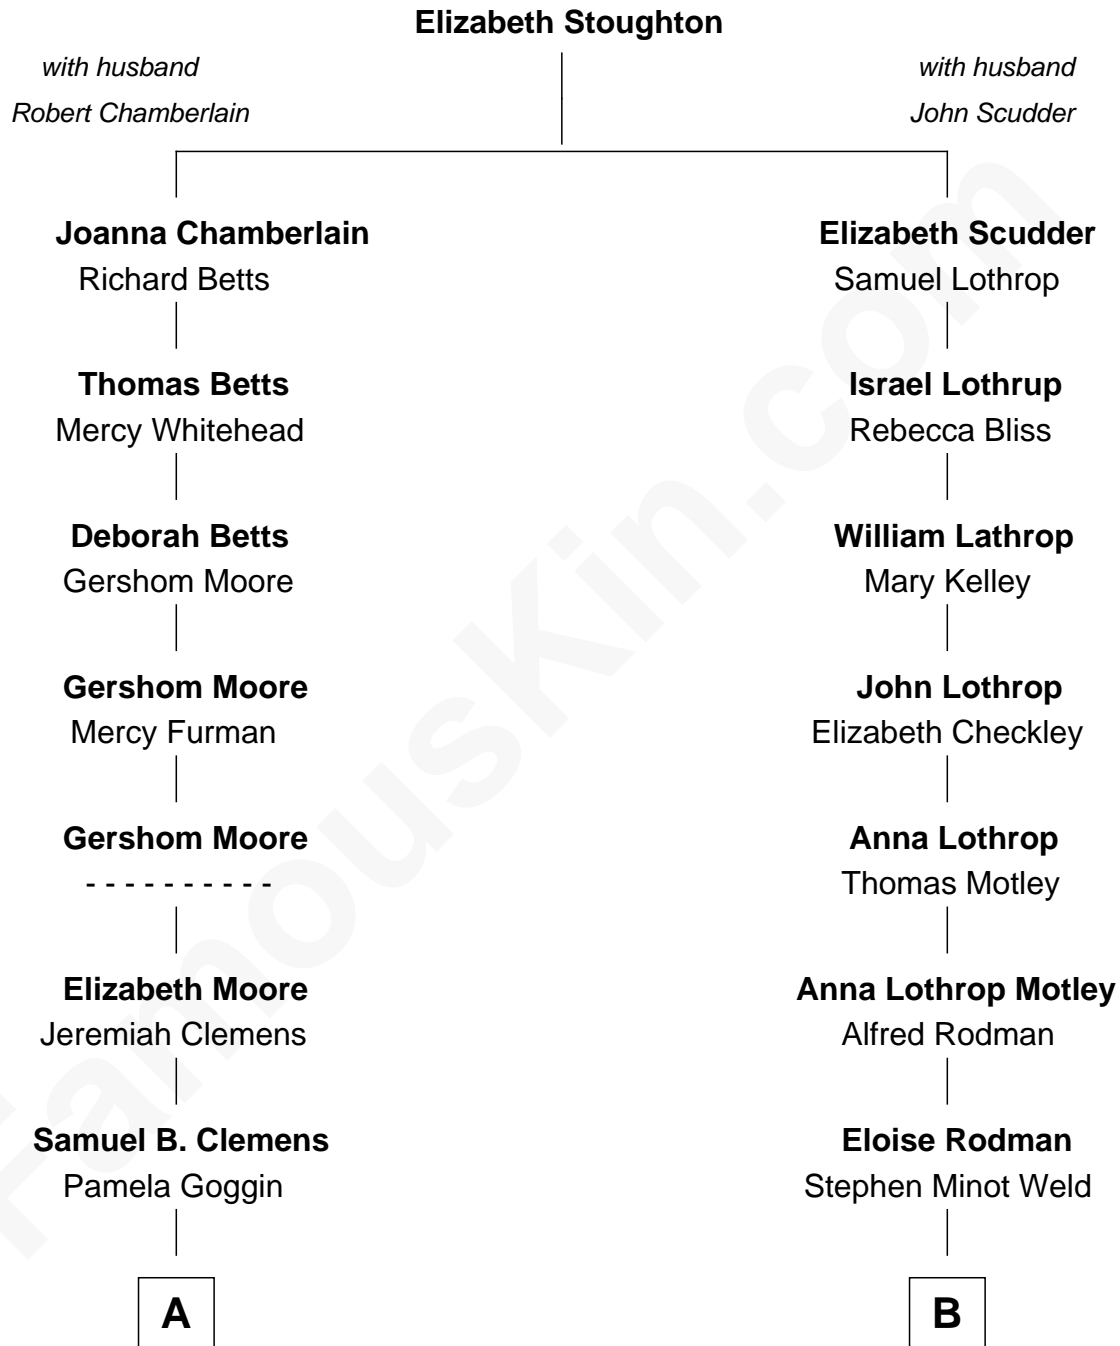 Elizabeth Stoughton
with husband
Robert Chamberlain
with husband
John Scudder
Joanna Chamberlain
Richard Betts
Elizabeth Scudder
Samuel Lothrop
Thomas Betts
Mercy Whitehead
Israel Lothrup
Rebecca Bliss
Deborah Betts
Gershom Moore
William Lathrop
Mary Kelley
Gershom Moore
Mercy Furman
John Lothrop
Elizabeth Checkley
Gershom Moore
- - - - - - - - - -
Anna Lothrop
Thomas Motley
Elizabeth Moore
Jeremiah Clemens
Anna Lothrop Motley
Alfred Rodman
Samuel B. Clemens
Pamela Goggin
Eloise Rodman
Stephen Minot Weld
A
B
FamousKin.com